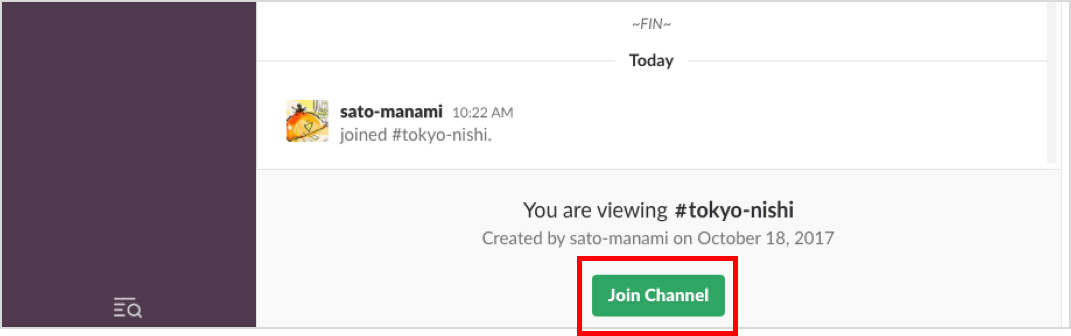 ~FIN~
Today
sato-manami 10:22 AM
joined #tokyo-nishi.
You are viewing #tokyo-nishi
Created by sato-manami on October 18, 2017
Join Channel